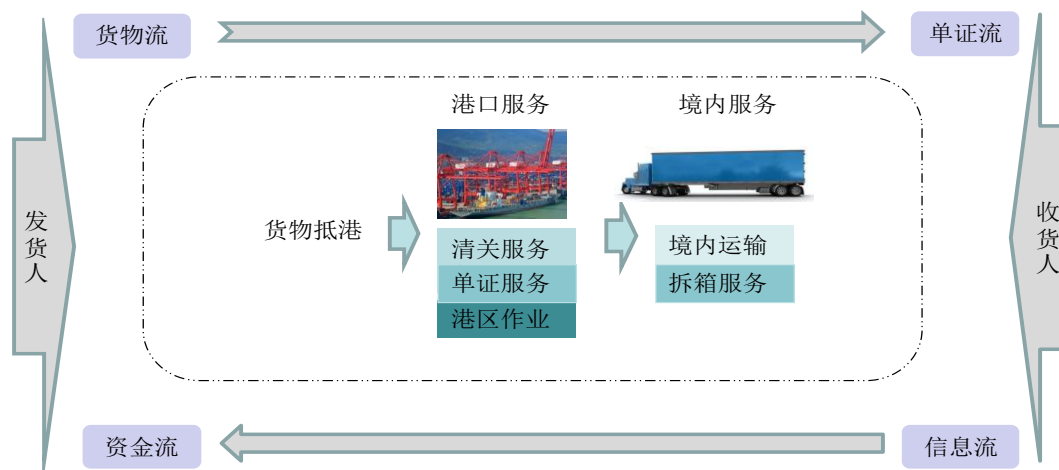 货物流
单证流
港口服务
境内服务
发货人
货物抵港
清关服务
单证服务
港区作业
境内运输
拆箱服务
收货人
资金流
信息流